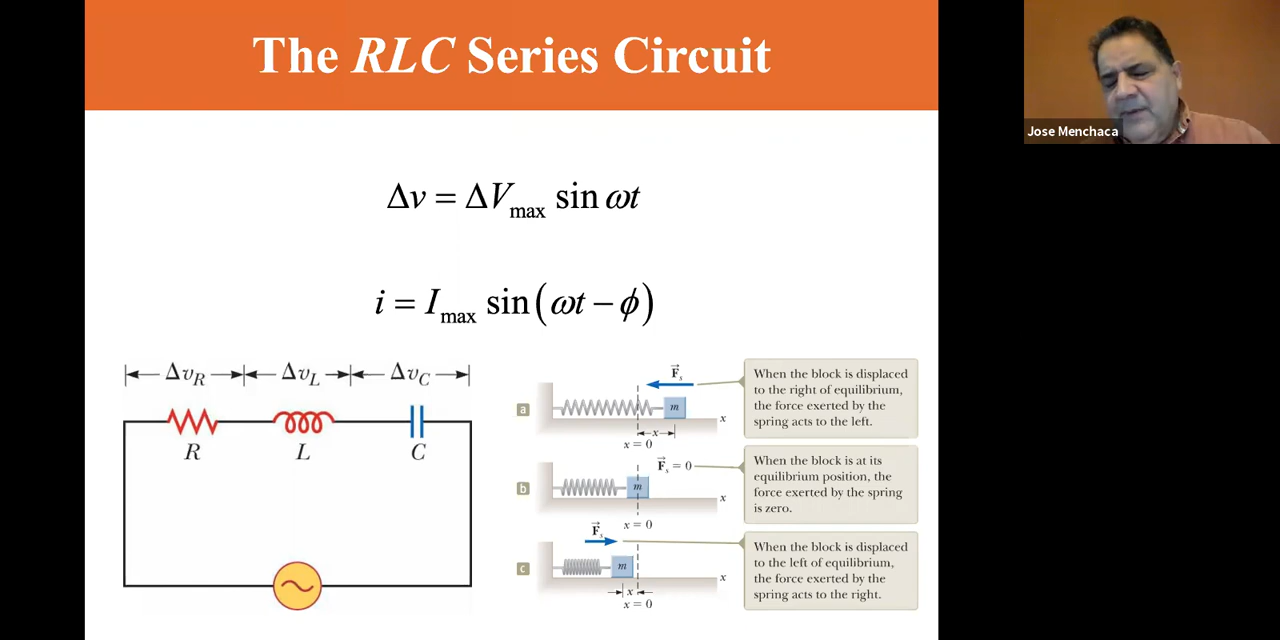 The RLC Series Circuit
Jose Menchaca
Δv = ΔV_max sin ωt
i = I_max sin(ωt − ϕ)
Δv_R Δv_L Δv_C
R L C
a
F⃗_s
m
x
x
x = 0
When the block is displaced
to the right of equilibrium,
the force exerted by the
spring acts to the left.
b
F⃗_s = 0
m
x
x = 0
When the block is at its
equilibrium position, the
force exerted by the spring
is zero.
c
F⃗_s
m
x
x
x = 0
When the block is displaced
to the left of equilibrium,
the force exerted by the
spring acts to the right.